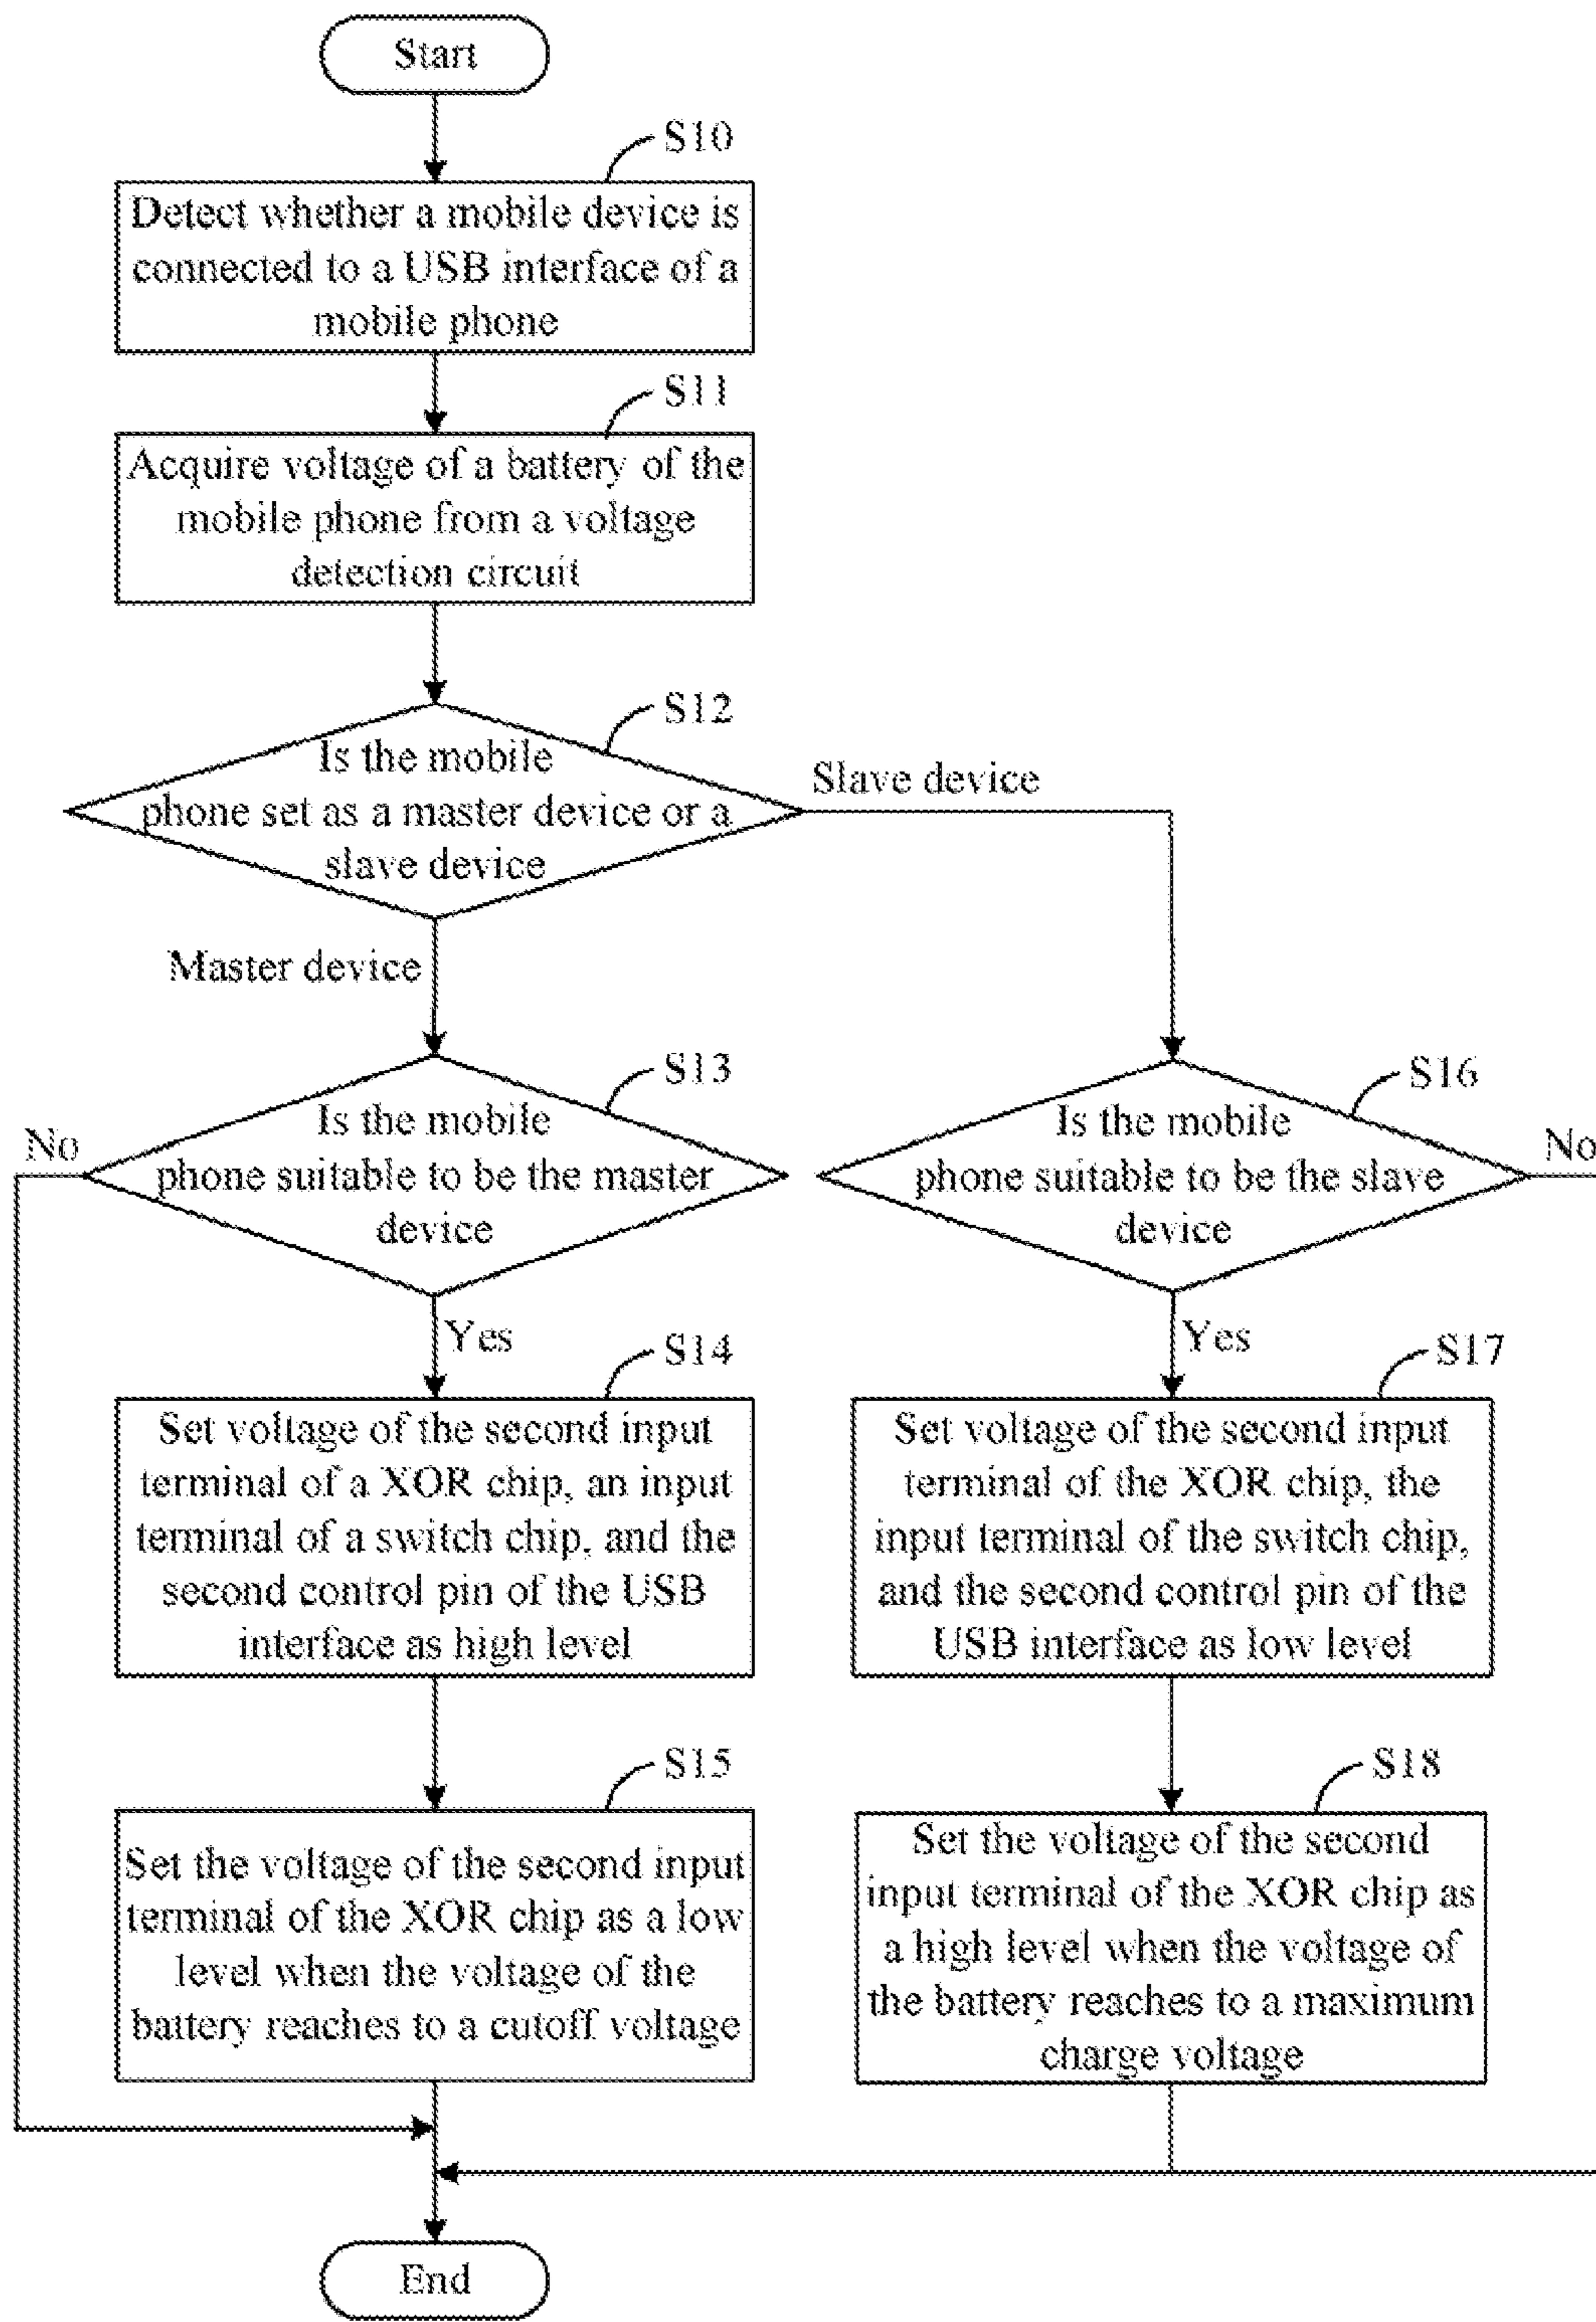 Start
S10
Detect whether a mobile device is
connected to a USB interface of a
mobile phone
S11
Acquire voltage of a battery of the
mobile phone from a voltage
detection circuit
S12
Is the mobile
phone set as a master device or a
slave device
Slave device
Master device
S13
Is the mobile
phone suitable to be the master
device
No
Yes
S16
Is the mobile
phone suitable to be the slave
device
No
Yes
S14
Set voltage of the second input
terminal of a XOR chip, an input
terminal of a switch chip, and the
second control pin of the USB
interface as high level
S17
Set voltage of the second input
terminal of the XOR chip, the
input terminal of the switch chip,
and the second control pin of the
USB interface as low level
S15
Set the voltage of the second input
terminal of the XOR chip as a low
level when the voltage of the
battery reaches to a cutoff voltage
S18
Set the voltage of the second
input terminal of the XOR chip as
a high level when the voltage of
the battery reaches to a maximum
charge voltage
End